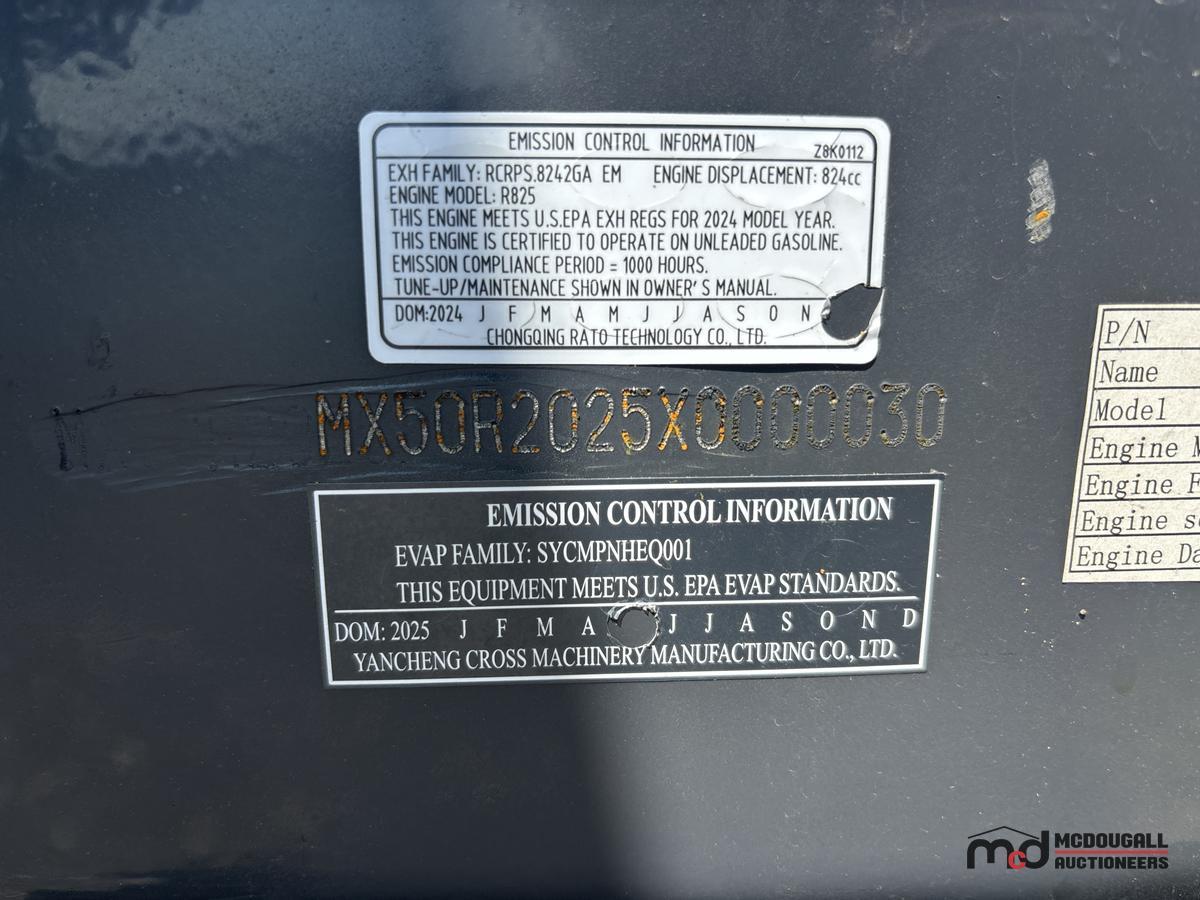 EMISSION CONTROL INFORMATION
Z8K0112
EXH FAMILY: RCRPS.8242GA EM ENGINE DISPLACEMENT: 824cc
ENGINE MODEL: R825
THIS ENGINE MEETS U.S.EPA EXH REGS FOR 2024 MODEL YEAR.
THIS ENGINE IS CERTIFIED TO OPERATE ON UNLEADED GASOLINE.
EMISSION COMPLIANCE PERIOD = 1000 HOURS.
TUNE-UP/MAINTENANCE SHOWN IN OWNER'S MANUAL.
DOM:2024 J F M A M J J A S O N
CHONGQING RATO TECHNOLOGY CO., LTD.
MX50R2025X0000030
EMISSION CONTROL INFORMATION
EVAP FAMILY: SYCMPNHEQ001
THIS EQUIPMENT MEETS U.S. EPA EVAP STANDARDS.
DOM: 2025 J F M A J J A S O N D
YANCHENG CROSS MACHINERY MANUFACTURING CO., LTD.
P/N
Name
Model
Engine
Engine
Engine
Engine
mcd MCDOUGALL
AUCTIONEERS